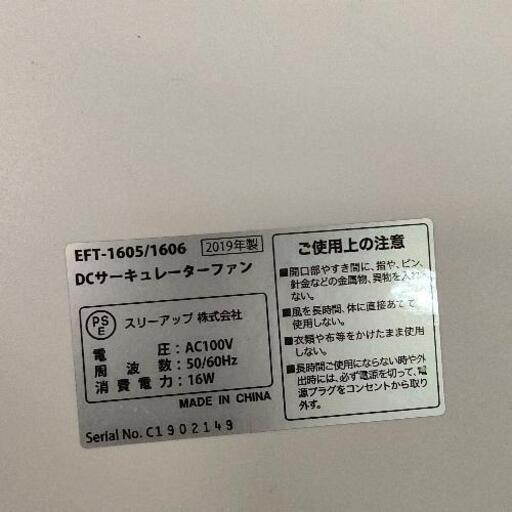 EFT-1605/1606 2019年製
DCサーキュレーターファン
PSE スリーアップ 株式会社
電圧:AC100V
周波数:50/60Hz
消費電力:16W
MADE IN CHINA
Serial No. C1902149
ご使用上の注意
■開口部やすき間に、指や、ピン、
針金などの金属物、異物を入れ
ない。
■風を長時間、体に直接あてて
使用しない。
■衣類や布等をかけたまま使用
しない。
■長時間ご使用にならない時や外
出時には、必ず電源を切って、電
源プラグをコンセントから取り
外す。